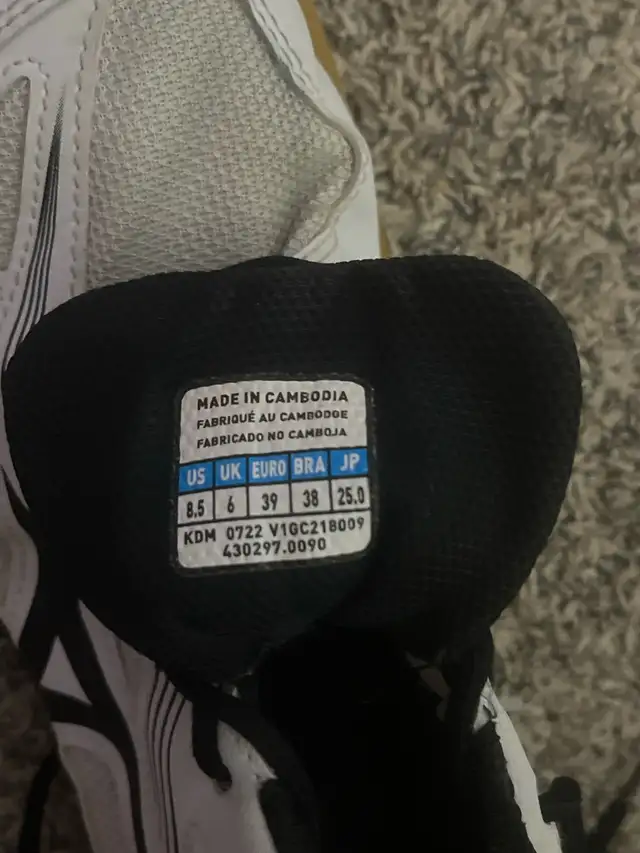 MADE IN CAMBODIA
FABRIQUÉ AU CAMBODGE
FABRICADO NO CAMBOJA
US UK EURO BRA JP
8.5 6 39 38 25.0
KDM 0722 V1GC218009
430297.0090